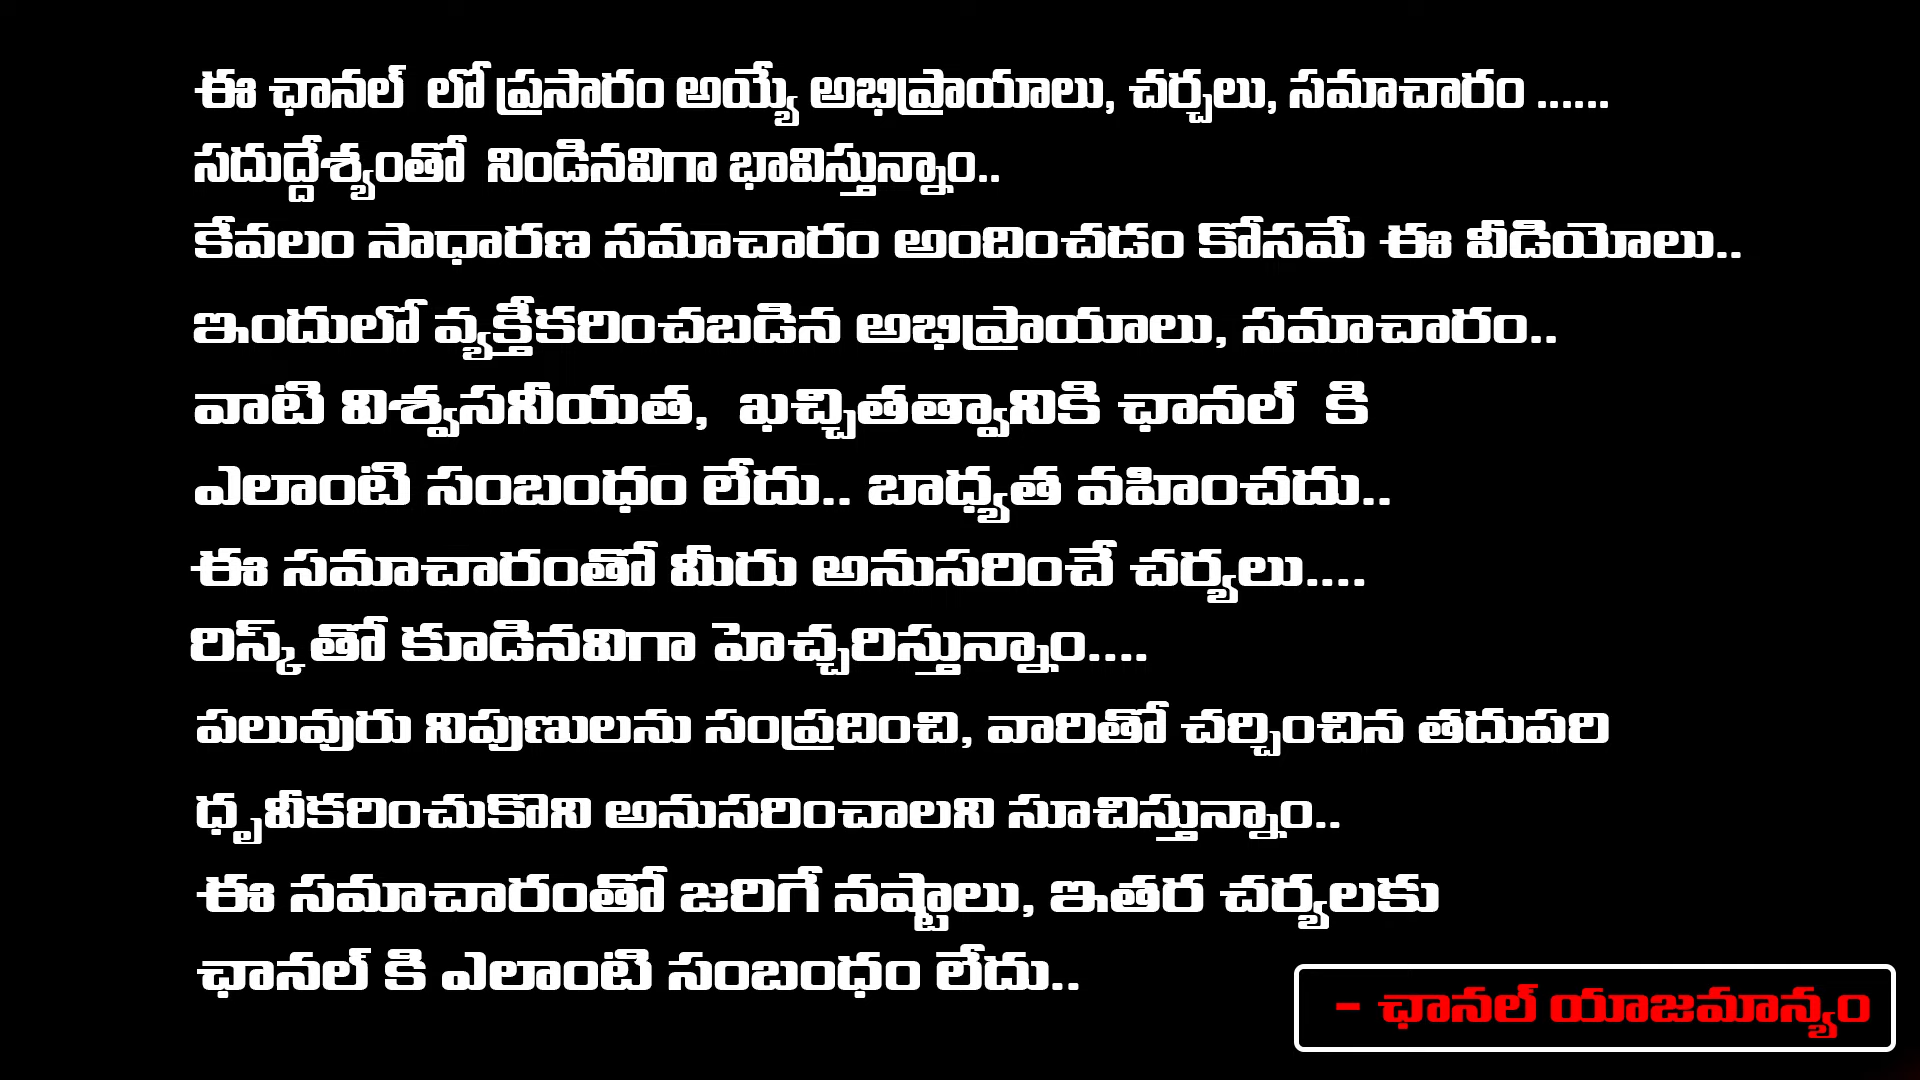 ఈ ఛానల్ లో ప్రసారం అయ్యే అభిప్రాయాలు, చర్చలు, సమాచారం ......
సదుద్దేశ్యంతో నిండినవిగా భావిస్తున్నాం..
కేవలం సాధారణ సమాచారం అందించడం కోసమే ఈ వీడియోలు..
ఇందులో వ్యక్తీకరించబడిన అభిప్రాయాలు, సమాచారం..
వాటి విశ్వసనీయత, ఖచ్చితత్వానికి ఛానల్ కి
ఎలాంటి సంబంధం లేదు.. బాధ్యత వహించదు..
ఈ సమాచారంతో మీరు అనుసరించే చర్యలు....
రిస్క్ తో కూడినవిగా హెచ్చరిస్తున్నాం....
పలువురు నిపుణులను సంప్రదించి, వారితో చర్చించిన తదుపరి
ధృవీకరించుకొని అనుసరించాలని సూచిస్తున్నాం..
ఈ సమాచారంతో జరిగే నష్టాలు, ఇతర చర్యలకు
ఛానల్ కి ఎలాంటి సంబంధం లేదు..
- ఛానల్ యాజమాన్యం